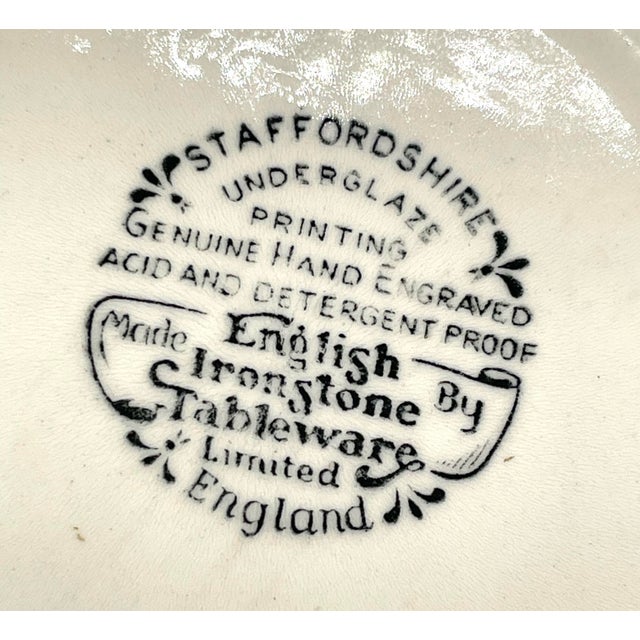 STAFFORDSHIRE
UNDERGLAZE
PRINTING
GENUINE HAND ENGRAVED
ACID AND DETERGENT PROOF
Made English By
Ironstone
Tableware
Limited
England